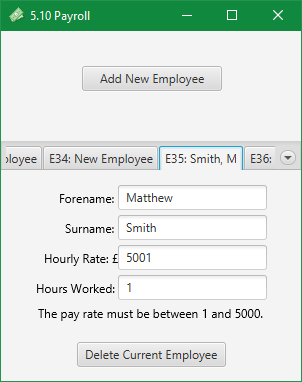 5.10 Payroll
Add New Employee
ployee E34: New Employee E35: Smith, M E36:
Forename: Matthew
Surname: Smith
Hourly Rate: £ 5001
Hours Worked: 1
The pay rate must be between 1 and 5000.
Delete Current Employee